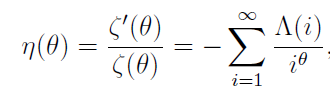 η(θ) = ζ′(θ)/ζ(θ) = −∑_{i=1}^{∞} Λ(i)/i^θ,